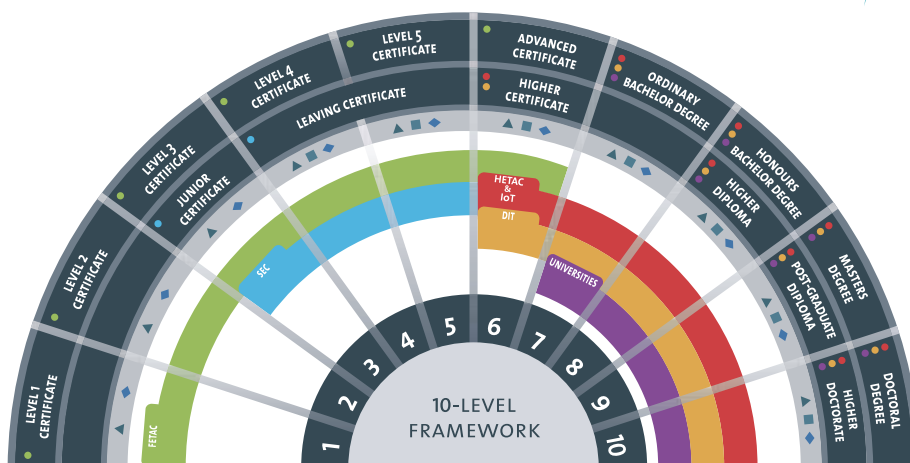 LEVEL 1
CERTIFICATE
LEVEL 2
CERTIFICATE
LEVEL 3
CERTIFICATE
JUNIOR
CERTIFICATE
LEVEL 4
CERTIFICATE
LEVEL 5
CERTIFICATE
LEAVING CERTIFICATE
ADVANCED
CERTIFICATE
HIGHER
CERTIFICATE
ORDINARY
BACHELOR DEGREE
HONOURS
BACHELOR DEGREE
HIGHER
DIPLOMA
MASTERS
DEGREE
POST-GRADUATE
DIPLOMA
DOCTORAL
DEGREE
HIGHER
DOCTORATE
FETAC
SEC
HETAC
&
IoT
DIT
UNIVERSITIES
1
2
3
4
5
6
7
8
9
10
10-LEVEL
FRAMEWORK